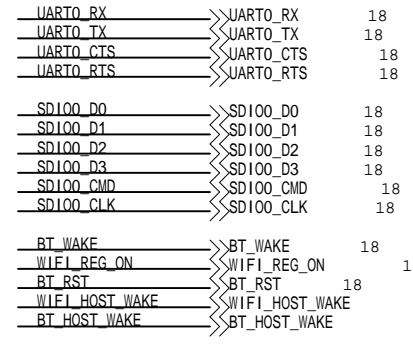 UART0_RX UART0_RX 18
UART0_TX UART0_TX 18
UART0_CTS UART0_CTS 18
UART0_RTS UART0_RTS 18
SDIO0_D0 SDIO0_D0 18
SDIO0_D1 SDIO0_D1 18
SDIO0_D2 SDIO0_D2 18
SDIO0_D3 SDIO0_D3 18
SDIO0_CMD SDIO0_CMD 18
SDIO0_CLK SDIO0_CLK 18
BT_WAKE BT_WAKE 18
WIFI_REG_ON WIFI_REG_ON 1
BT_RST BT_RST 18
WIFI_HOST_WAKE WIFI_HOST_WAKE
BT_HOST_WAKE BT_HOST_WAKE